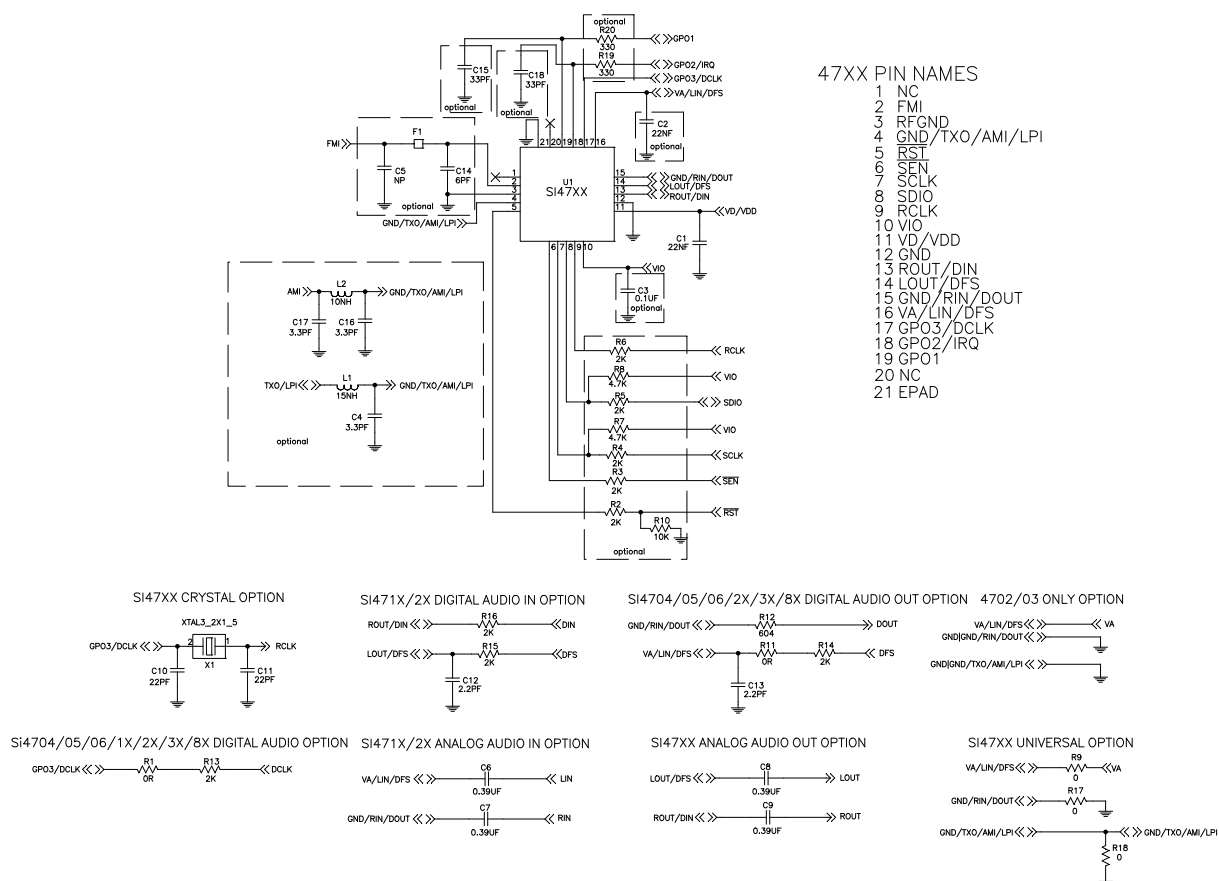 optional
R20
330
GPO1
R19
330
GPO2/IRQ
GPO3/DCLK
C15
33PF
optional
C18
33PF
optional
VA/LIN/DFS
C2
22NF
optional
FMI
F1
C5
NP
C14
6PF
optional
GND/TXO/AMI/LPI
21 20 19 18 17 16
1
2
3
4
5
U1
SI47XX
15
14
13
12
11
6 7 8 9 10
GND/RIN/DOUT
LOUT/DFS
ROUT/DIN
VD/VDD
C1
22NF
VIO
C3
0.1UF
optional
AMI
L2
10NH
GND/TXO/AMI/LPI
C17
3.3PF
C16
3.3PF
TXO/LPI
L1
15NH
GND/TXO/AMI/LPI
C4
3.3PF
optional
R6
2K
RCLK
R8
4.7K
VIO
R5
2K
SDIO
R7
4.7K
VIO
R4
2K
SCLK
R3
2K
SEN
R2
2K
RST
R10
10K
optional
47XX PIN NAMES
1 NC
2 FMI
3 RFGND
4 GND/TXO/AMI/LPI
5 RST
6 SEN
7 SCLK
8 SDIO
9 RCLK
10 VIO
11 VD/VDD
12 GND
13 ROUT/DIN
14 LOUT/DFS
15 GND/RIN/DOUT
16 VA/LIN/DFS
17 GPO3/DCLK
18 GPO2/IRQ
19 GPO1
20 NC
21 EPAD
SI47XX CRYSTAL OPTION
XTAL3_2X1_5
GPO3/DCLK
2
1
RCLK
X1
C10
22PF
C11
22PF
SI471X/2X DIGITAL AUDIO IN OPTION
ROUT/DIN
R16
2K
DIN
LOUT/DFS
R15
2K
DFS
C12
2.2PF
SI4704/05/06/2X/3X/8X DIGITAL AUDIO OUT OPTION
GND/RIN/DOUT
R12
604
DOUT
VA/LIN/DFS
R11
0R
R14
2K
DFS
C13
2.2PF
4702/03 ONLY OPTION
VA/LIN/DFS
VA
GND|GND/RIN/DOUT
GND|GND/TXO/AMI/LPI
Si4704/05/06/1X/2X/3X/8X DIGITAL AUDIO OPTION
GPO3/DCLK
R1
0R
R13
2K
DCLK
SI471X/2X ANALOG AUDIO IN OPTION
VA/LIN/DFS
C6
0.39UF
LIN
GND/RIN/DOUT
C7
0.39UF
RIN
SI47XX ANALOG AUDIO OUT OPTION
LOUT/DFS
C8
0.39UF
LOUT
ROUT/DIN
C9
0.39UF
ROUT
SI47XX UNIVERSAL OPTION
VA/LIN/DFS
R9
0
VA
GND/RIN/DOUT
R17
0
GND/TXO/AMI/LPI
GND/TXO/AMI/LPI
R18
0